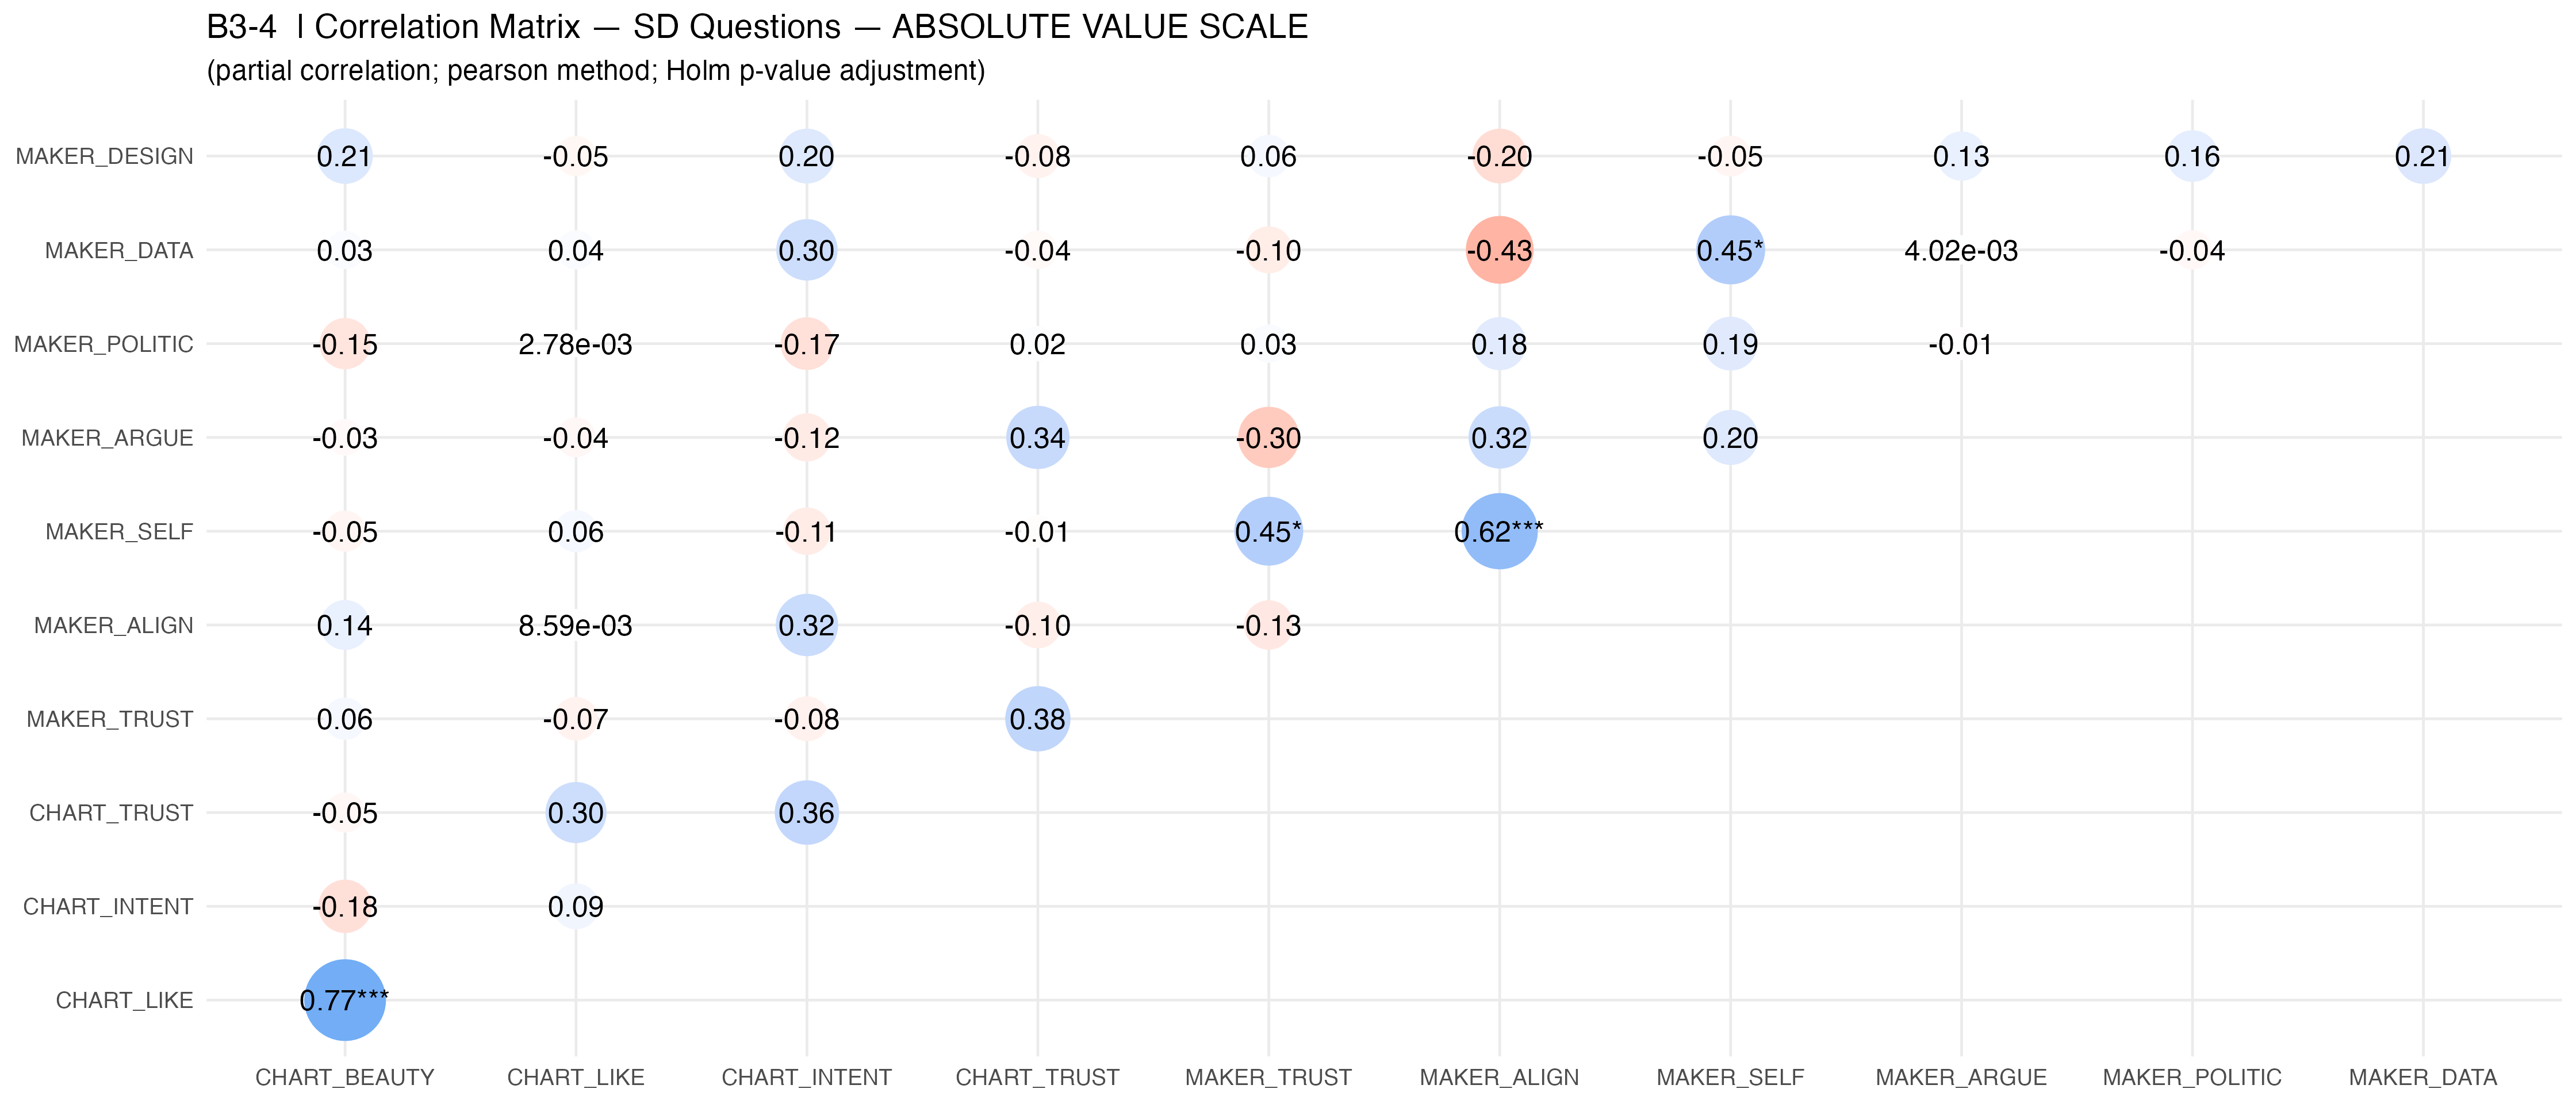 B3-4 | Correlation Matrix — SD Questions — ABSOLUTE VALUE SCALE
(partial correlation; pearson method; Holm p-value adjustment)
MAKER_DESIGN 0.21 -0.05 0.20 -0.08 0.06 -0.20 -0.05 0.13 0.16 0.21
MAKER_DATA 0.03 0.04 0.30 -0.04 -0.10 -0.43 0.45* 4.02e-03 -0.04
MAKER_POLITIC -0.15 2.78e-03 -0.17 0.02 0.03 0.18 0.19 -0.01
MAKER_ARGUE -0.03 -0.04 -0.12 0.34 -0.30 0.32 0.20
MAKER_SELF -0.05 0.06 -0.11 -0.01 0.45* 0.62***
MAKER_ALIGN 0.14 8.59e-03 0.32 -0.10 -0.13
MAKER_TRUST 0.06 -0.07 -0.08 0.38
CHART_TRUST -0.05 0.30 0.36
CHART_INTENT -0.18 0.09
CHART_LIKE 0.77***
CHART_BEAUTY CHART_LIKE CHART_INTENT CHART_TRUST MAKER_TRUST MAKER_ALIGN MAKER_SELF MAKER_ARGUE MAKER_POLITIC MAKER_DATA